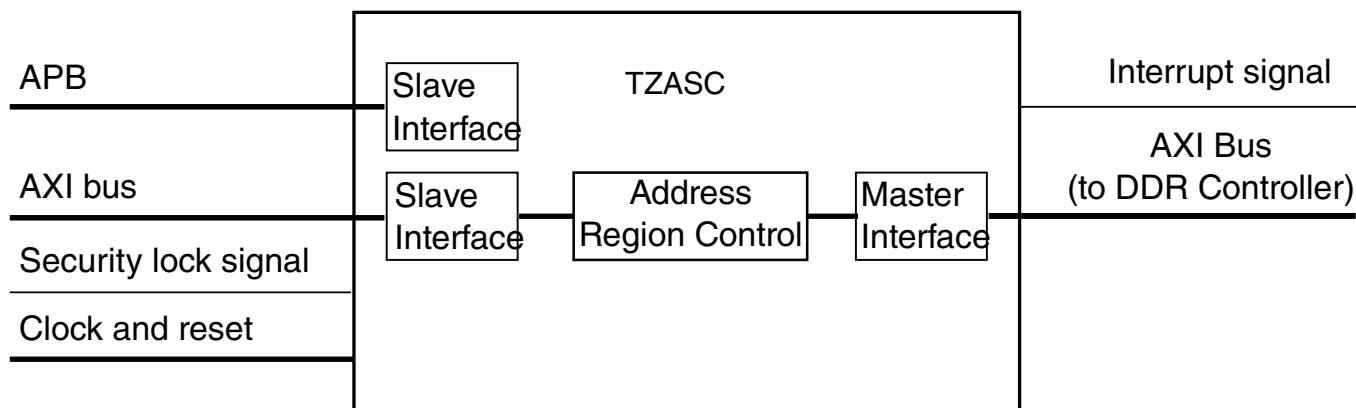 APB
Slave
Interface
TZASC
Interrupt signal
AXI bus
Slave
Interface
Address
Region Control
Master
Interface
AXI Bus
(to DDR Controller)
Security lock signal
Clock and reset